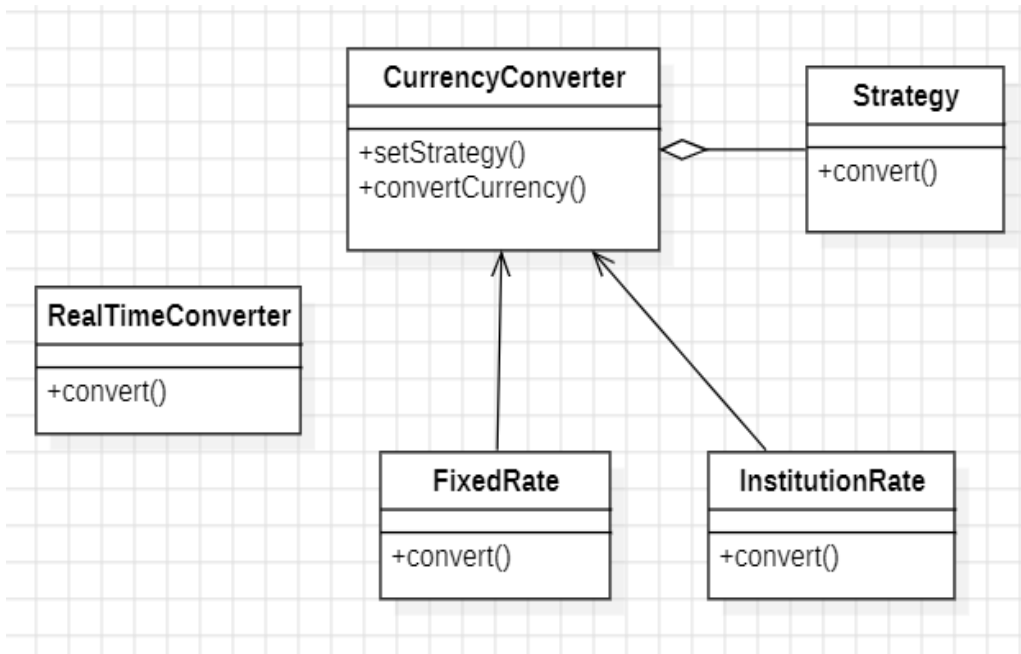 CurrencyConverter
+setStrategy()
+convertCurrency()
Strategy
+convert()
RealTimeConverter
+convert()
FixedRate
+convert()
InstitutionRate
+convert()